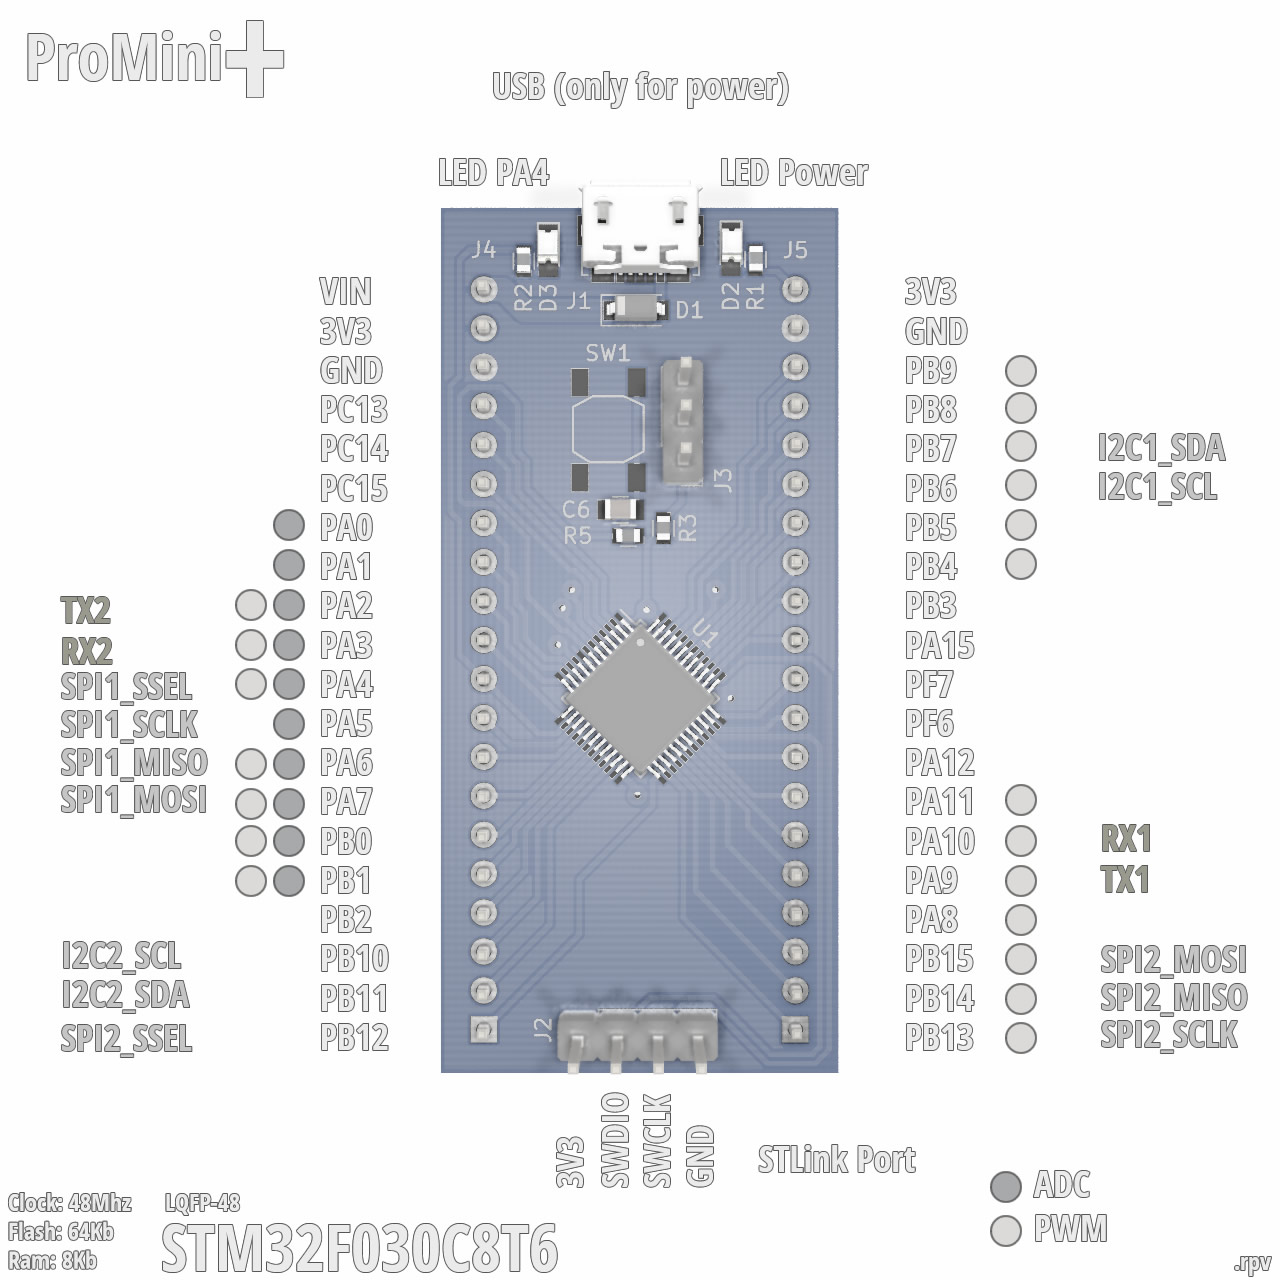 ProMini+
USB (only for power)
LED PA4
LED Power
J4
J5
R2
D3
J1
D1
D2
R1
SW1
J3
C6
R5
R3
U1
J2
VIN
3V3
GND
PC13
PC14
PC15
PA0
PA1
TX2 PA2
RX2 PA3
SPI1_SSEL PA4
SPI1_SCLK PA5
SPI1_MISO PA6
SPI1_MOSI PA7
PB0
PB1
PB2
I2C2_SCL PB10
I2C2_SDA PB11
SPI2_SSEL PB12
3V3
GND
PB9
PB8
PB7 I2C1_SDA
PB6 I2C1_SCL
PB5
PB4
PB3
PA15
PF7
PF6
PA12
PA11
PA10 RX1
PA9 TX1
PA8
PB15 SPI2_MOSI
PB14 SPI2_MISO
PB13 SPI2_SCLK
3V3
SWDIO
SWCLK
GND
STLink Port
ADC
PWM
Clock: 48Mhz
Flash: 64Kb
Ram: 8Kb
LQFP-48
STM32F030C8T6
.rpv